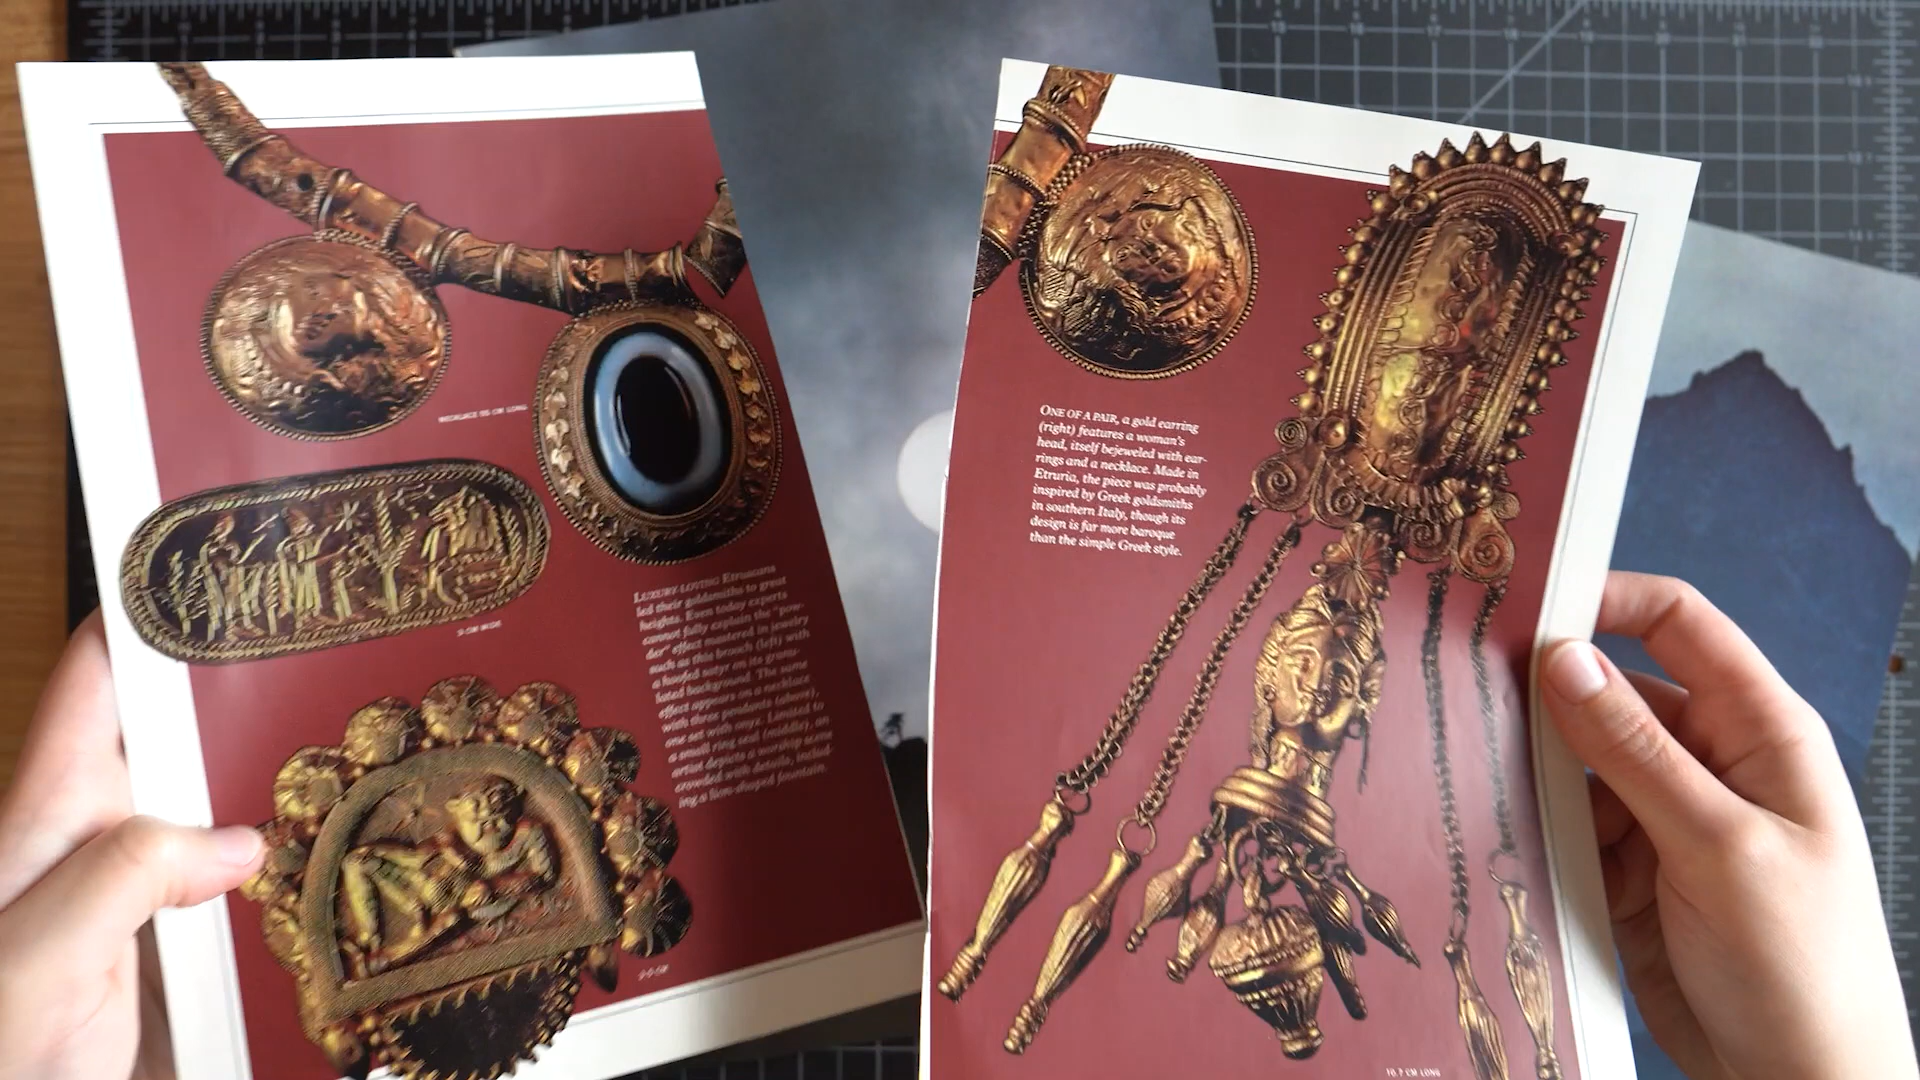 NECKLACE 55 CM LONG
9 CM WIDE
LUXURY-LOVING Etruscans
led their goldsmiths to great
heights. Even today experts
cannot fully explain the "pow-
der" effect mastered in jewelry
such as this brooch (left) with
a hoofed satyr on its granu-
lated background. The same
effect appears on a necklace
with three pendants (above),
one set with onyx. Limited to
a small ring seal (middle), an
artist depicts a worship scene
crowded with details, includ-
ing a lion-shaped fountain.
CM
ONE OF A PAIR, a gold earring
(right) features a woman's
head, itself bejeweled with ear-
rings and a necklace. Made in
Etruria, the piece was probably
inspired by Greek goldsmiths
in southern Italy, though its
design is far more baroque
than the simple Greek style.
10.7 CM LONG